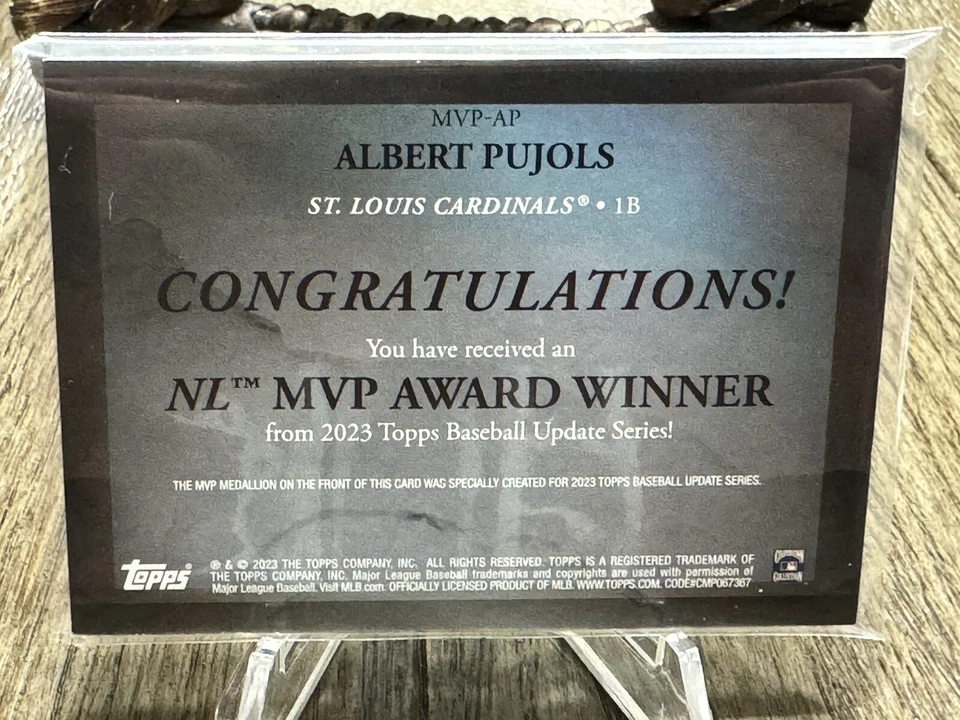 MVP-AP
ALBERT PUJOLS
ST. LOUIS CARDINALS® • 1B
CONGRATULATIONS!
You have received an
NL™ MVP AWARD WINNER
from 2023 Topps Baseball Update Series!
THE MVP MEDALLION ON THE FRONT OF THIS CARD WAS SPECIALLY CREATED FOR 2023 TOPPS BASEBALL UPDATE SERIES.
topps®
® & © 2023 THE TOPPS COMPANY, INC. ALL RIGHTS RESERVED. TOPPS IS A REGISTERED TRADEMARK OF
THE TOPPS COMPANY, INC. Major League Baseball trademarks and copyrights are used with permission of
Major League Baseball. Visit MLB.com. OFFICIALLY LICENSED PRODUCT OF MLB. WWW.TOPPS.COM. CODE#CMP067367
COLLECTION